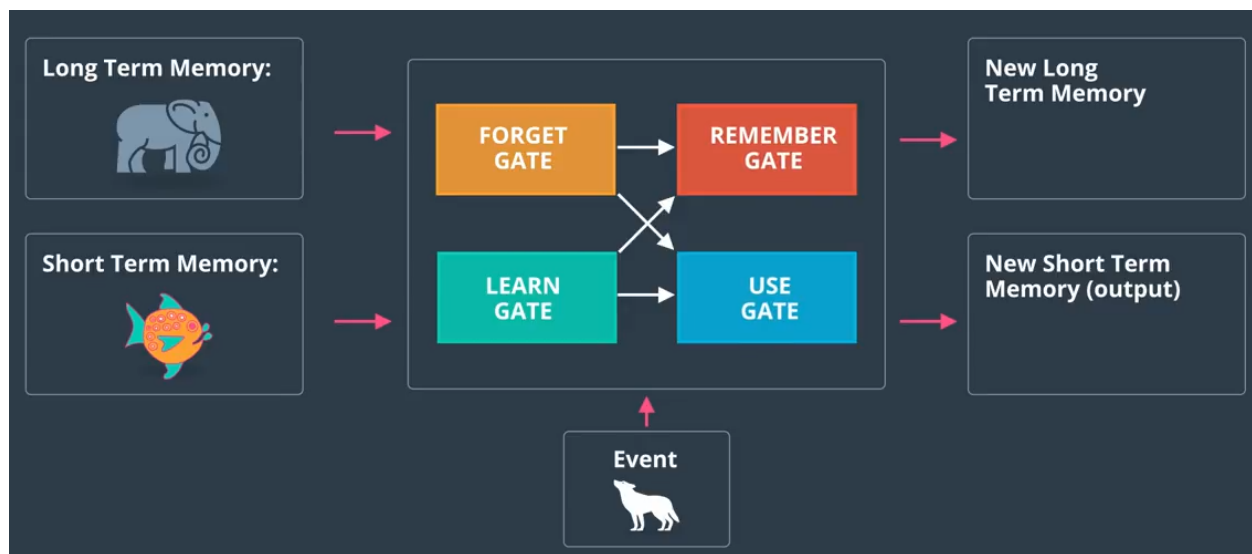 Long Term Memory:
Short Term Memory:
FORGET
GATE
REMEMBER
GATE
LEARN
GATE
USE
GATE
Event
New Long
Term Memory
New Short Term
Memory (output)